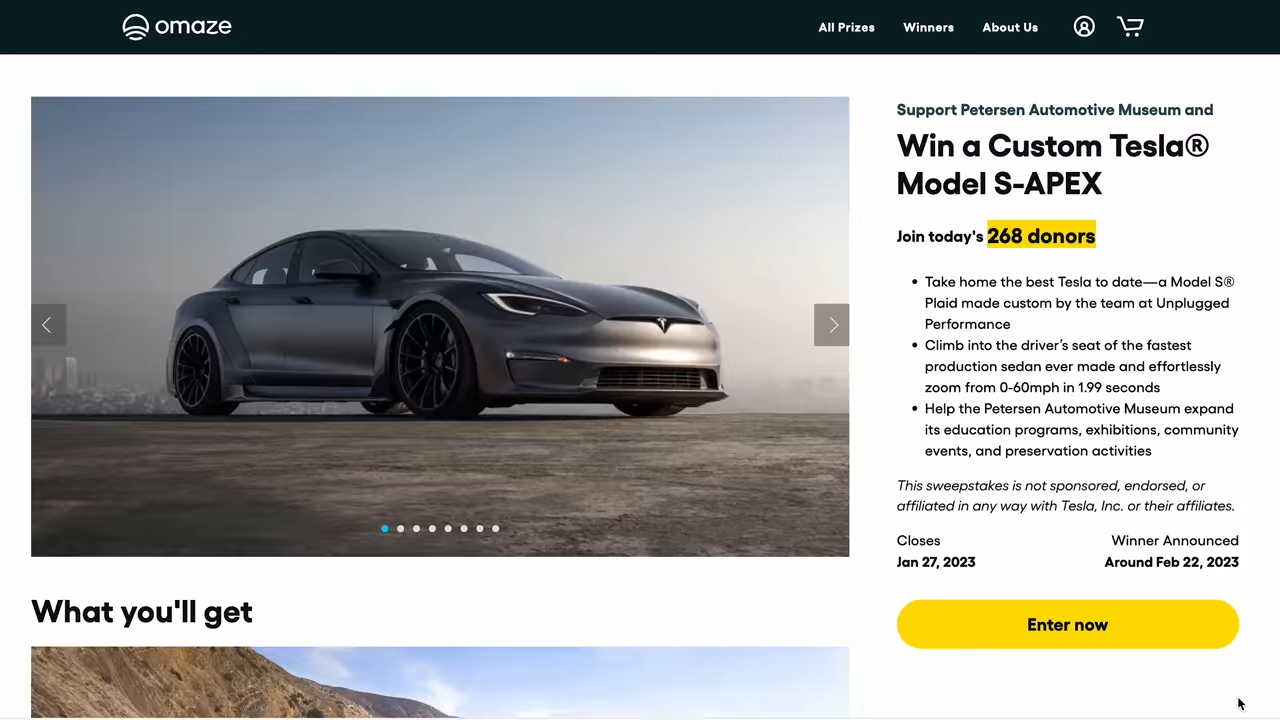 omaze
All Prizes
Winners
About Us
Support Petersen Automotive Museum and
Win a Custom Tesla®
Model S-APEX
Join today's 268 donors
• Take home the best Tesla to date—a Model S®
Plaid made custom by the team at Unplugged
Performance
• Climb into the driver's seat of the fastest
production sedan ever made and effortlessly
zoom from 0-60mph in 1.99 seconds
• Help the Petersen Automotive Museum expand
its education programs, exhibitions, community
events, and preservation activities
This sweepstakes is not sponsored, endorsed, or
affiliated in any way with Tesla, Inc. or their affiliates.
Closes
Jan 27, 2023
Winner Announced
Around Feb 22, 2023
Enter now
What you'll get